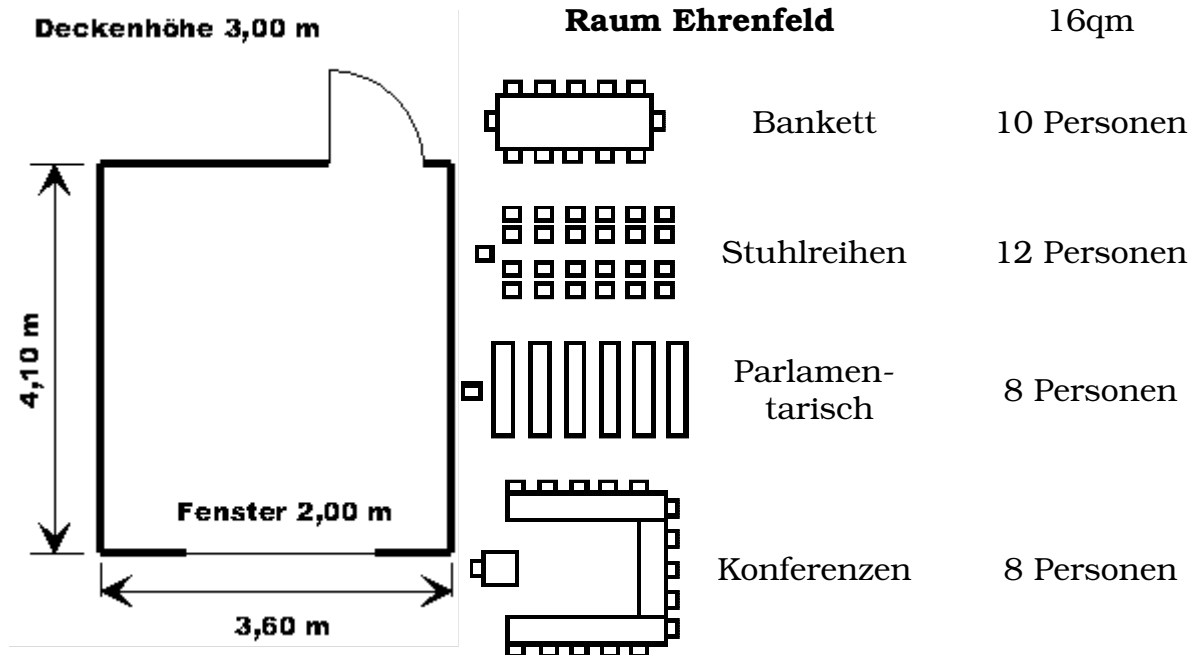 Deckenhöhe 3,00 m
4,10 m
Fenster 2,00 m
3,60 m
Raum Ehrenfeld 16qm
Bankett 10 Personen
Stuhlreihen 12 Personen
Parlamen-
tarisch 8 Personen
Konferenzen 8 Personen